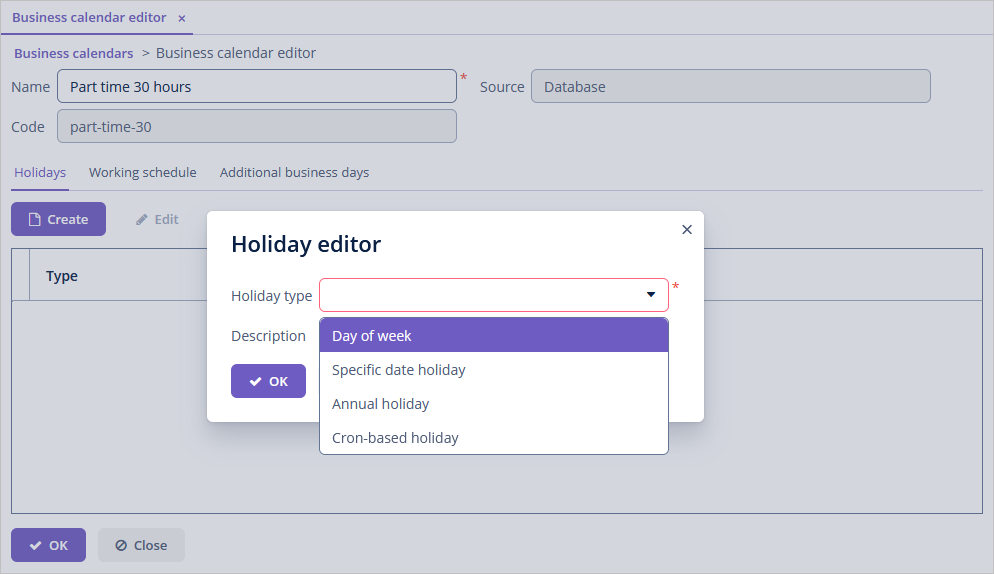 Business calendar editor ×
Business calendars > Business calendar editor
Name Part time 30 hours * Source Database
Code part-time-30
Holidays Working schedule Additional business days
Create Edit
Type
Holiday editor ×
Holiday type *
Description
Day of week
Specific date holiday
Annual holiday
Cron-based holiday
OK
OK Close